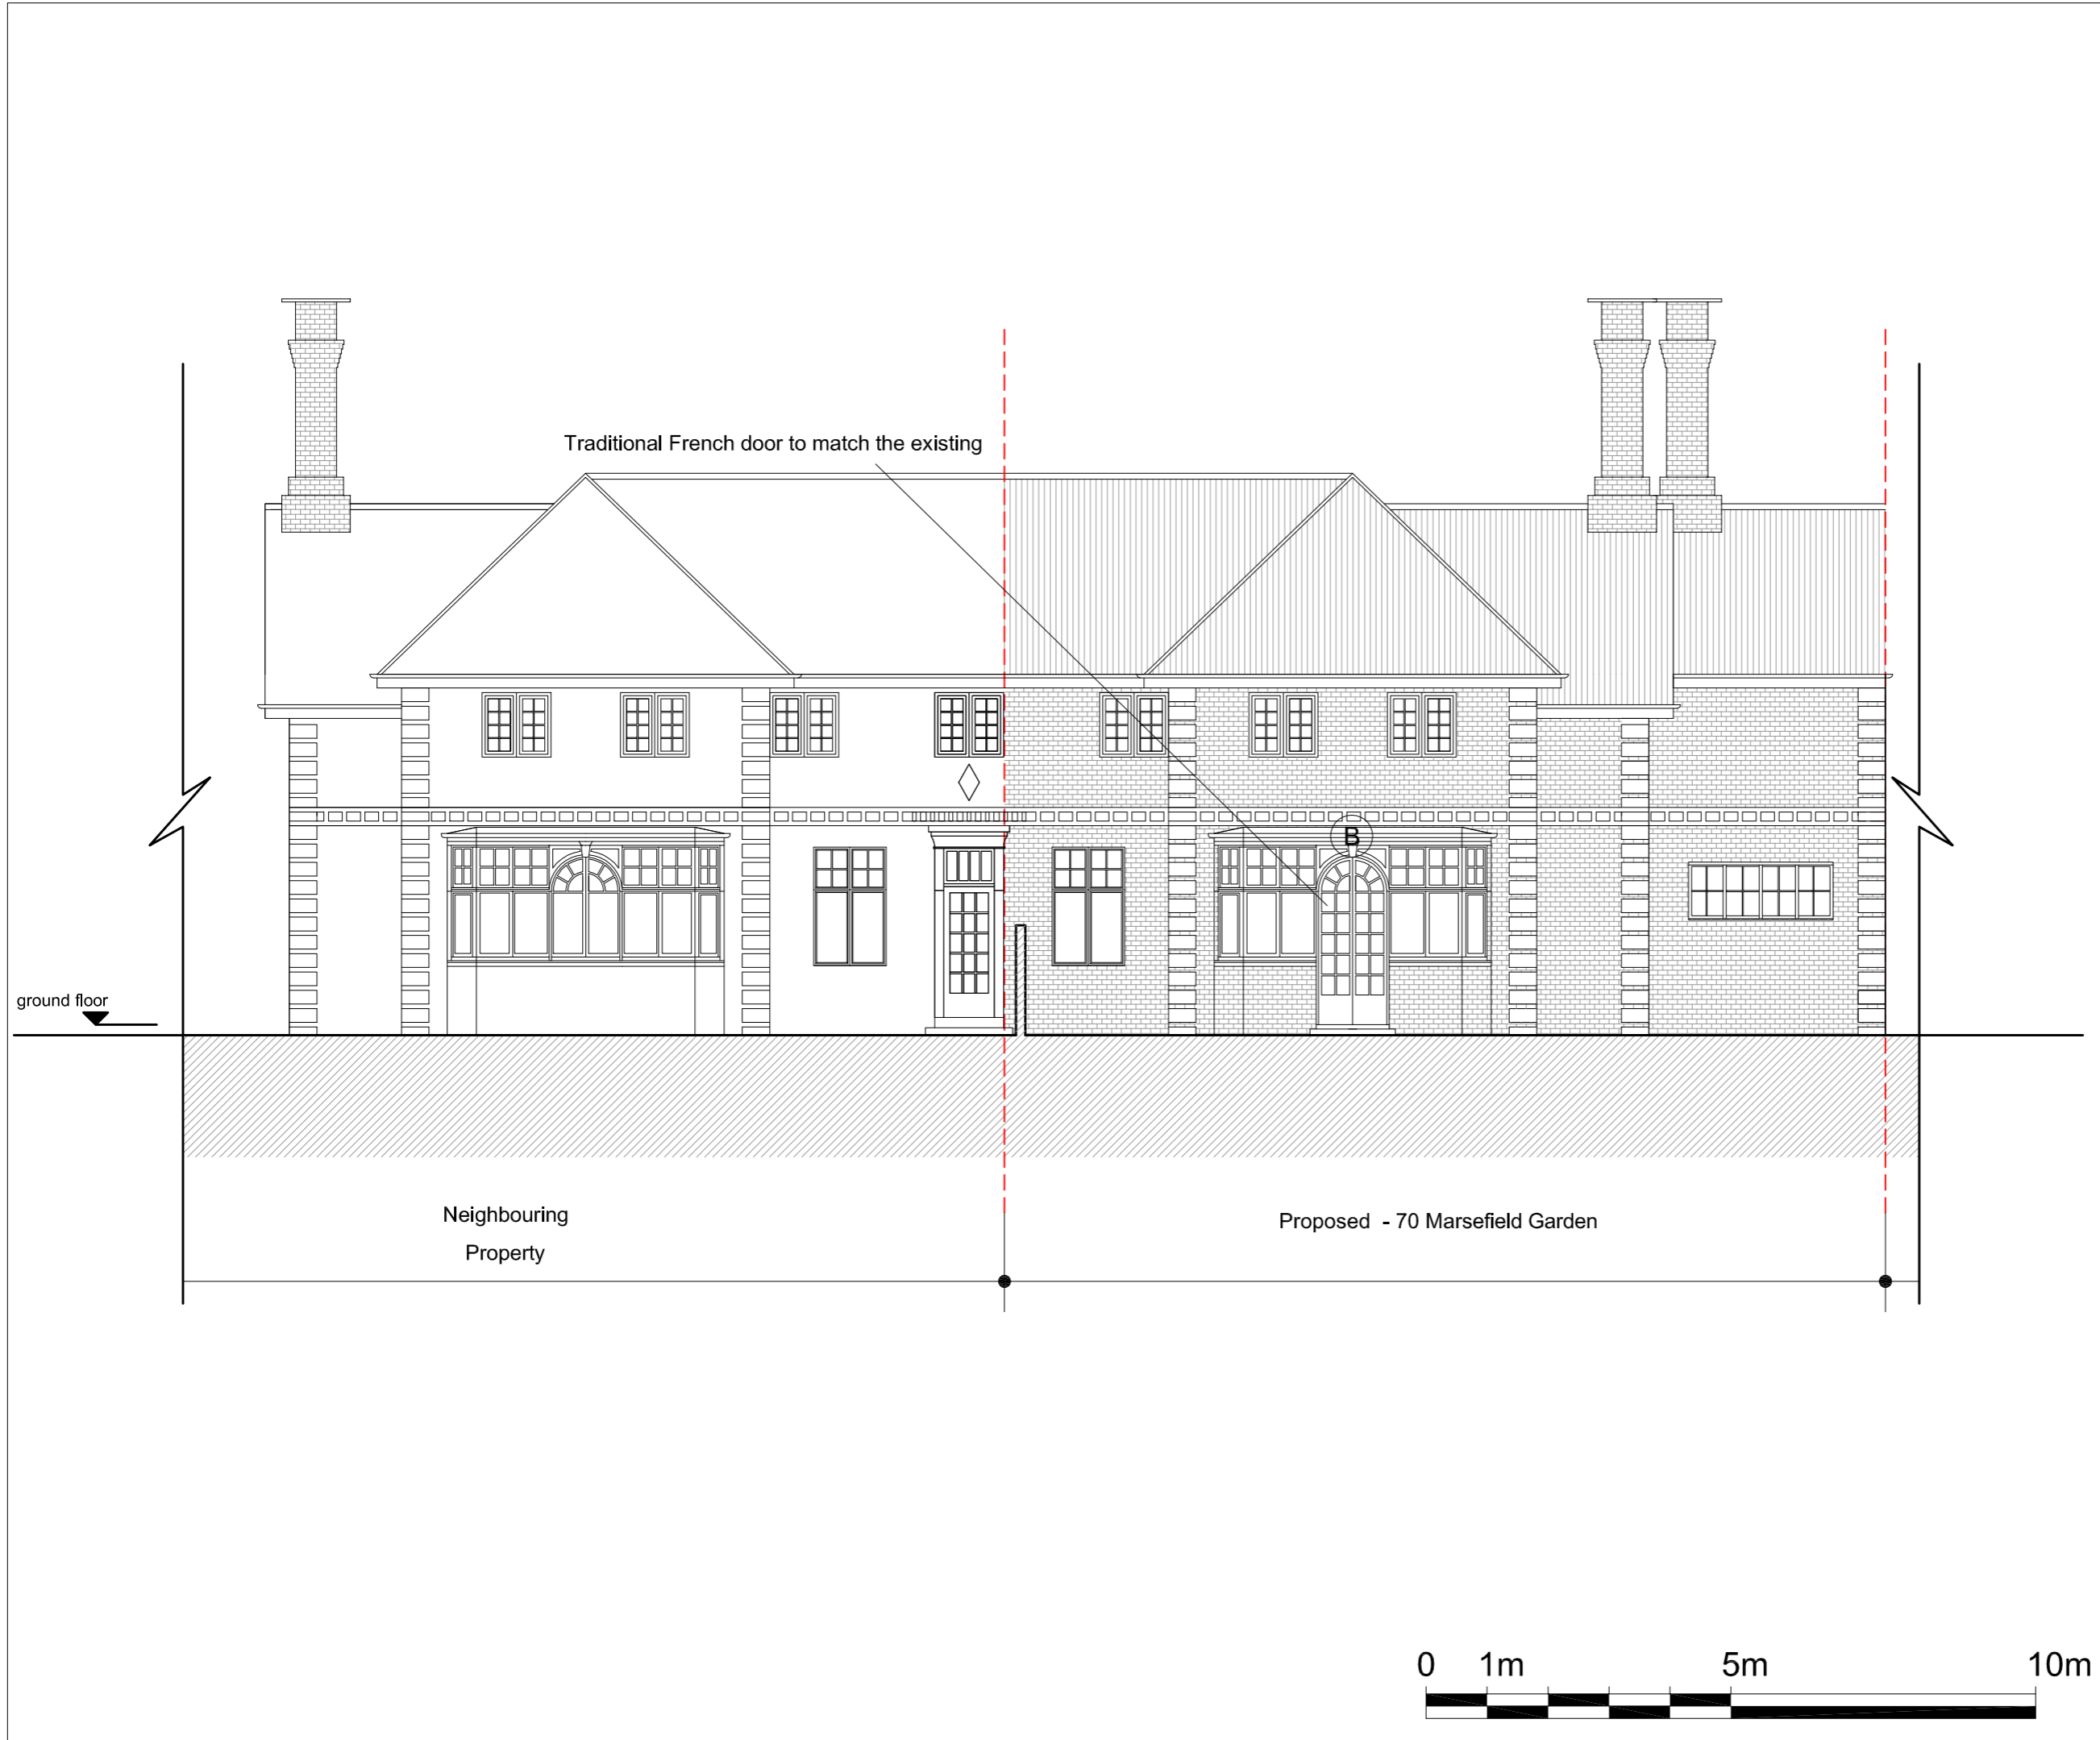 Traditional French door to match the existing
B
ground floor
Neighbouring
Property
Proposed - 70 Marsefield Garden
0 1m 5m 10m